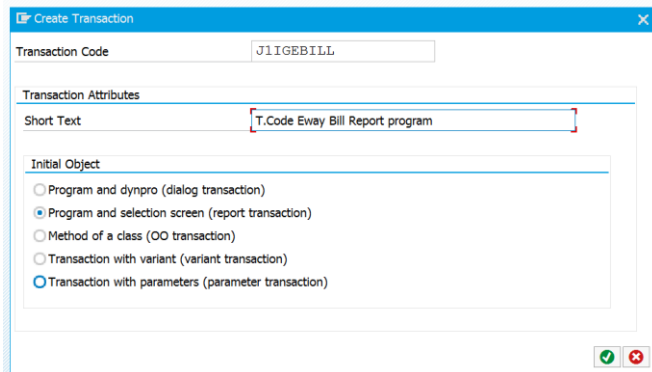 Create Transaction
Transaction Code J1IGEBILL
Transaction Attributes
Short Text T.Code Eway Bill Report program
Initial Object
Program and dynpro (dialog transaction)
Program and selection screen (report transaction)
Method of a class (OO transaction)
Transaction with variant (variant transaction)
Transaction with parameters (parameter transaction)